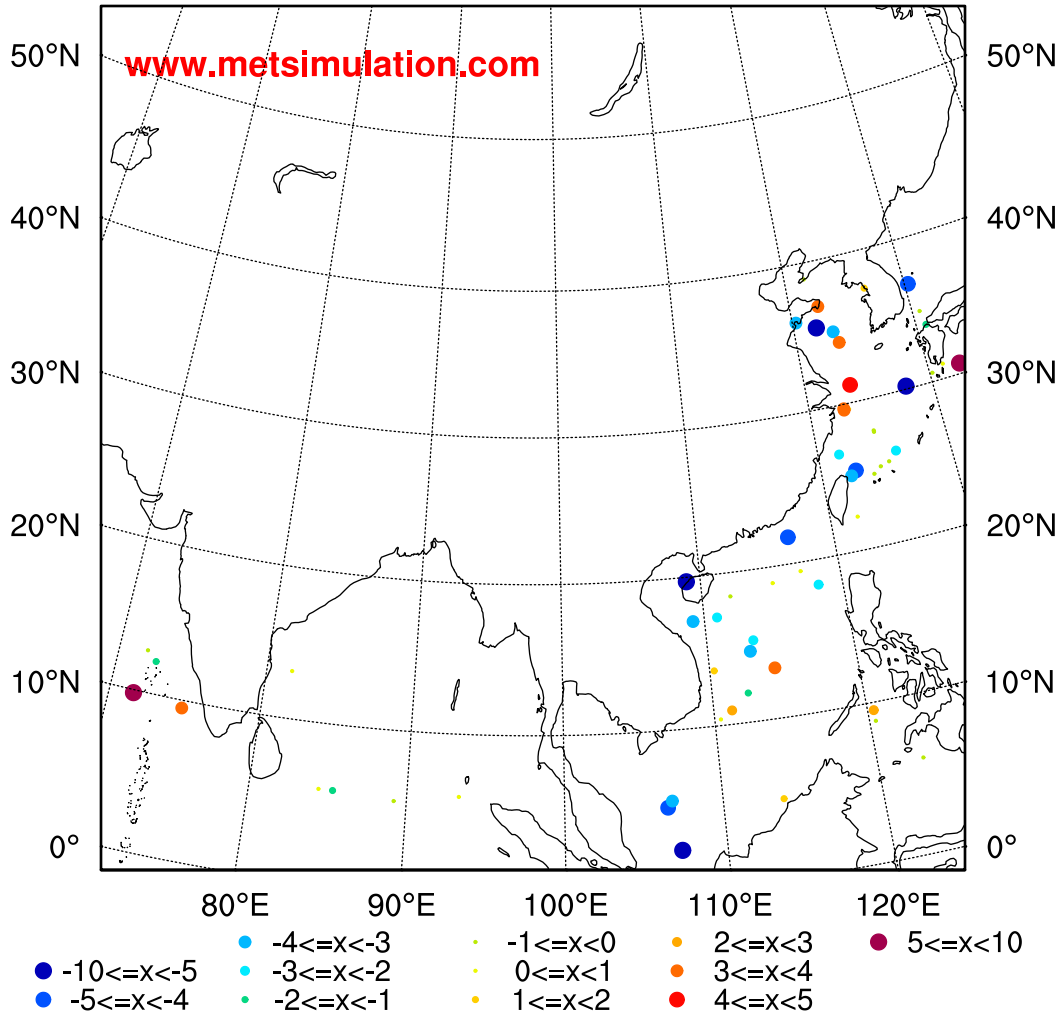 www.metsimulation.com
50°N 50°N
40°N 40°N
30°N 30°N
20°N 20°N
10°N 10°N
0° 0°
80°E 90°E 100°E 110°E 120°E
-4<=x<-3 -1<=x<0 2<=x<3 5<=x<10
-10<=x<-5 -3<=x<-2 0<=x<1 3<=x<4
-5<=x<-4 -2<=x<-1 1<=x<2 4<=x<5